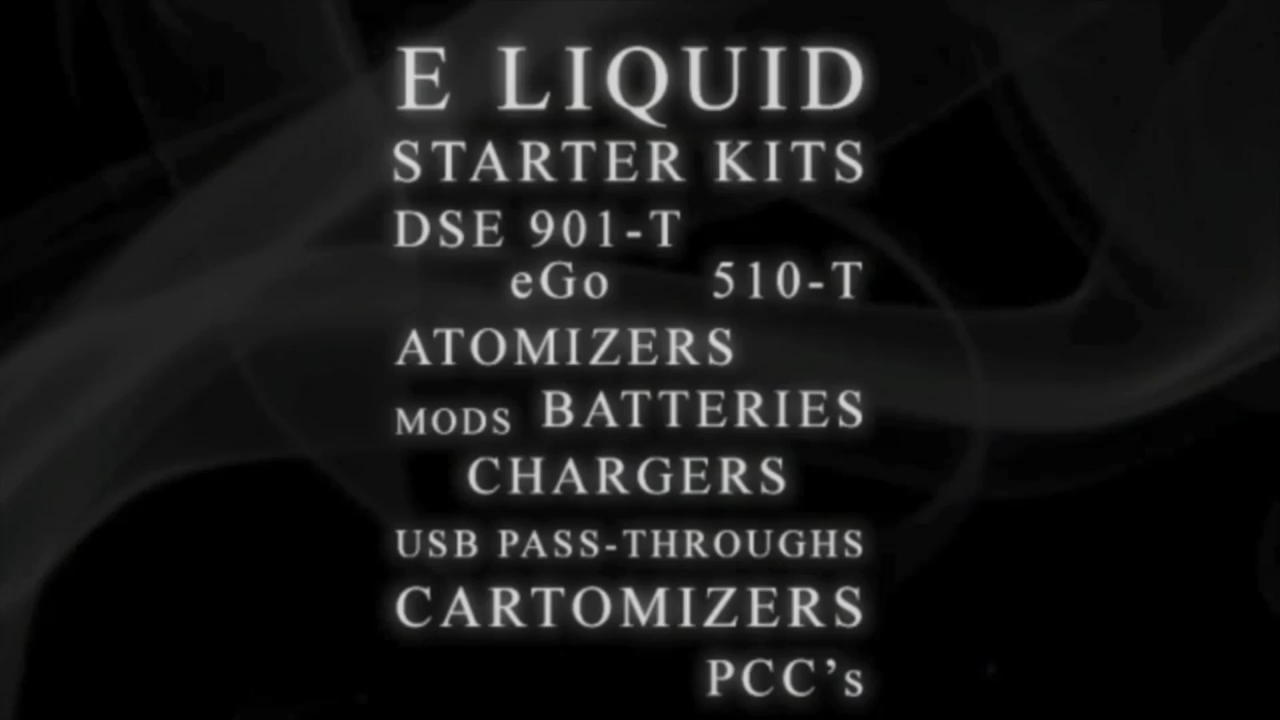 E LIQUID
STARTER KITS
DSE 901-T
eGo 510-T
ATOMIZERS
MODS BATTERIES
CHARGERS
USB PASS-THROUGHS
CARTOMIZERS
PCC’s